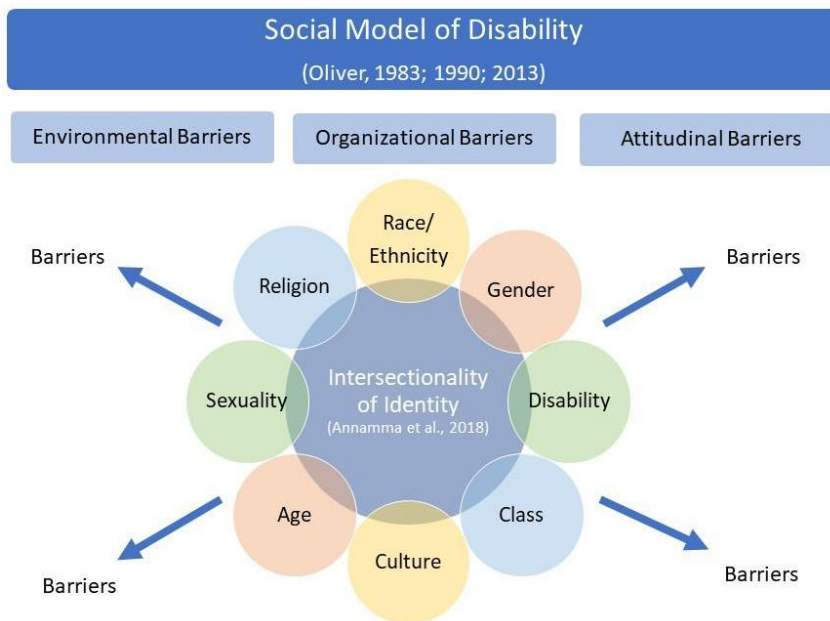 Social Model of Disability
(Oliver, 1983; 1990; 2013)
Environmental Barriers
Organizational Barriers
Attitudinal Barriers
Race/
Ethnicity
Barriers
Barriers
Religion
Gender
Intersectionality
of Identity
(Annamma et al., 2018)
Sexuality
Disability
Age
Class
Culture
Barriers
Barriers